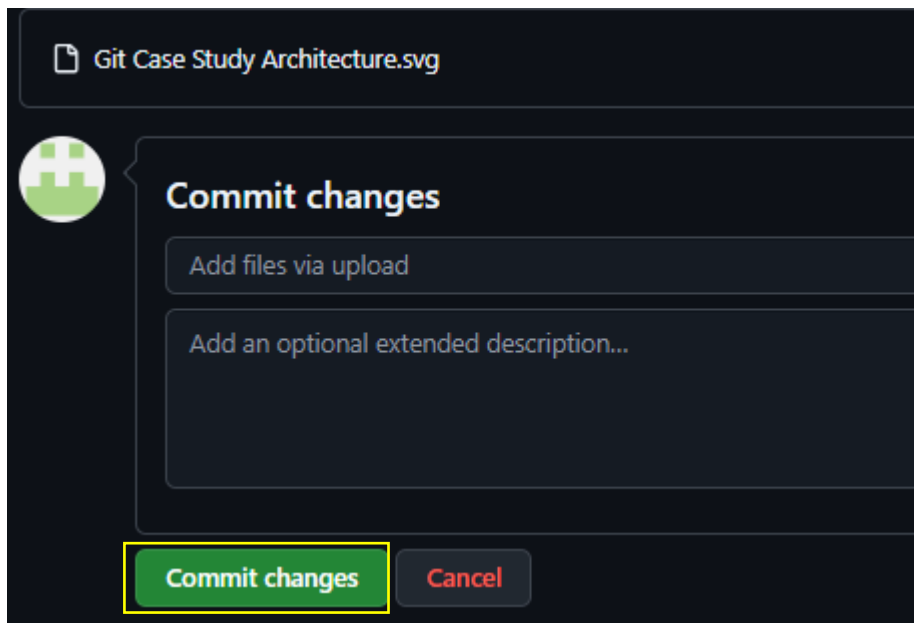 Git Case Study Architecture.svg
Commit changes
Add files via upload
Add an optional extended description...
Commit changes
Cancel